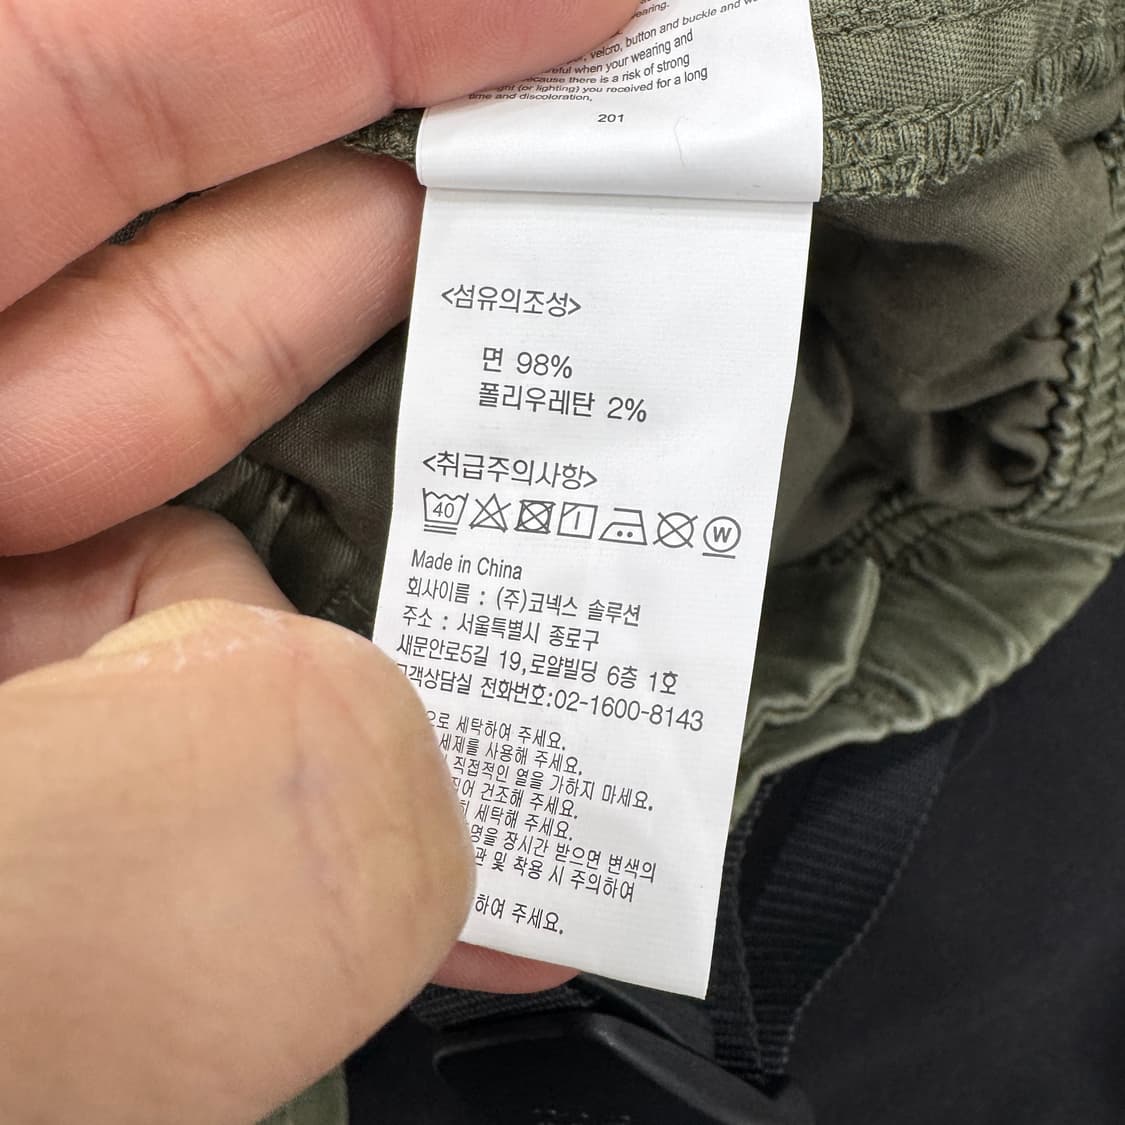 wearing.
velcro, button and buckle and
when your wearing and
because there is a risk of strong
(or lighting) you received for a long
time and discoloration,
201
<섬유의조성>
면 98%
폴리우레탄 2%
<취급주의사항>
40 W
Made in China
회사이름 : (주)코넥스 솔루션
주소 : 서울특별시 종로구
새문안로5길 19,로얄빌딩 6층 1호
고객상담실 전화번호:02-1600-8143
세탁하여 주세요.
세제를 사용해 주세요.
직접적인 열을 가하지 마세요.
건조해 주세요.
세탁해 주세요.
장시간 받으면 변색의
및 착용 시 주의하여
하여 주세요.